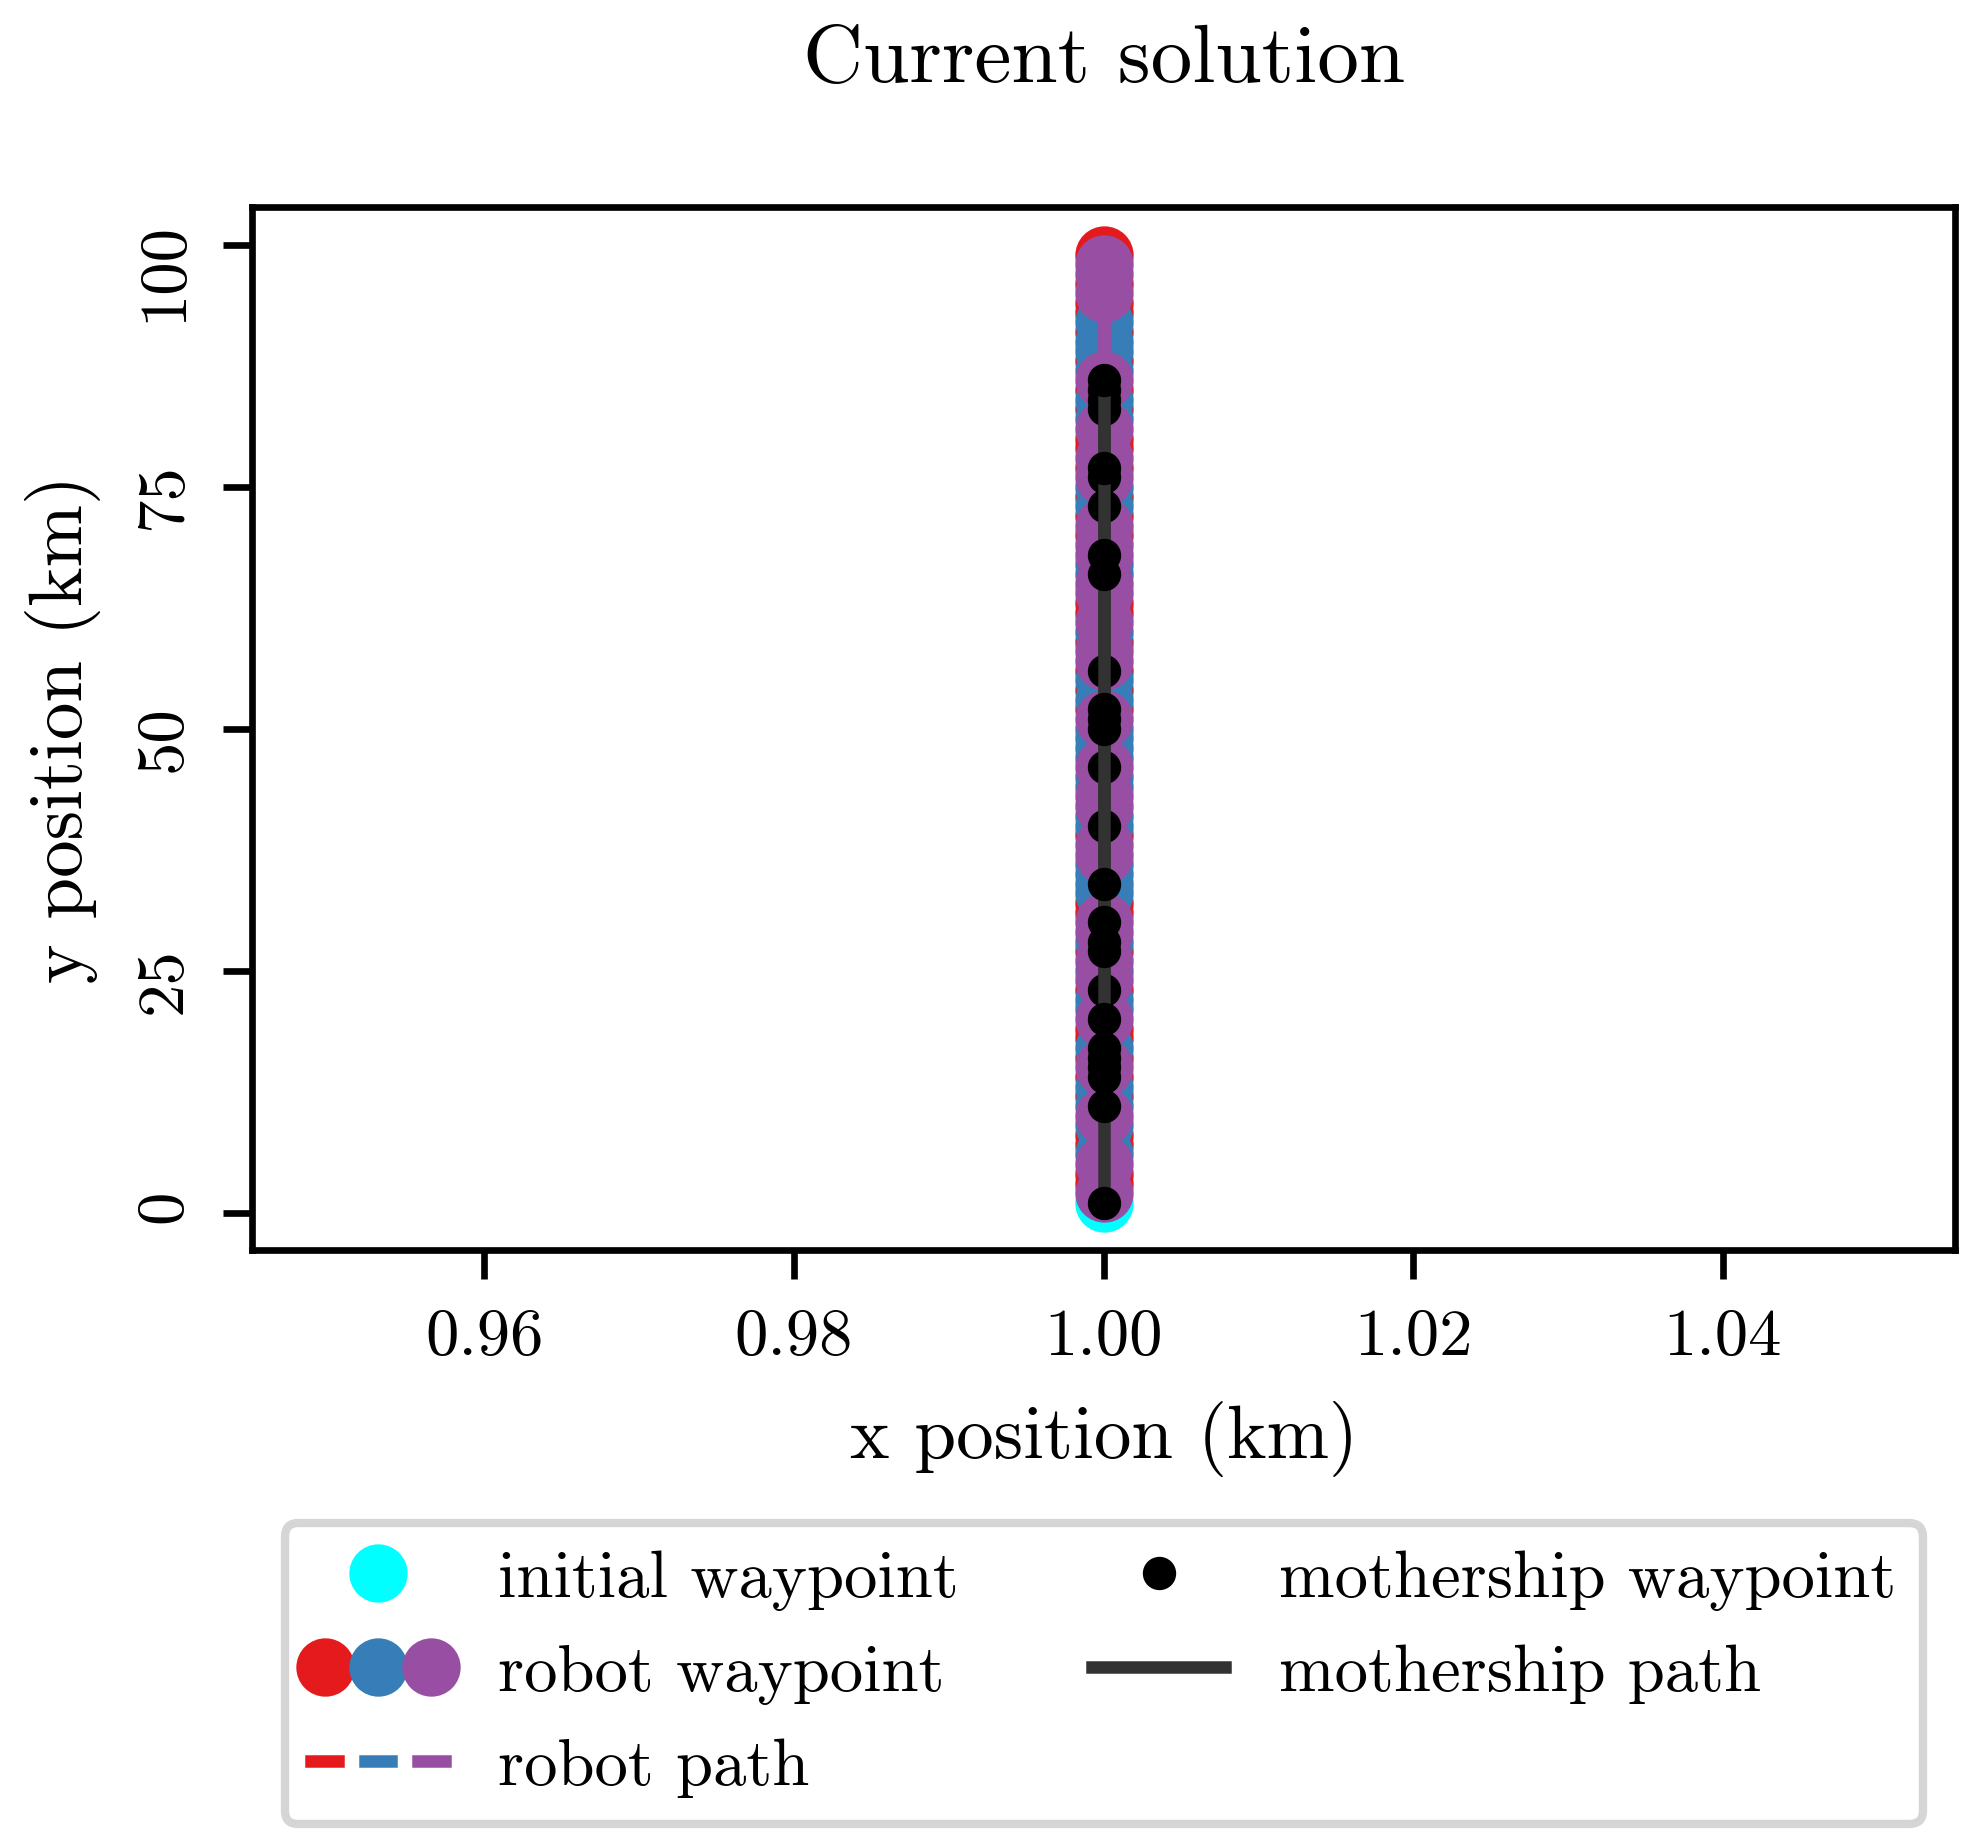 Current solution
100
75
50
25
0
y position (km)
0.96 0.98 1.00 1.02 1.04
x position (km)
initial waypoint
robot waypoint
robot path
mothership waypoint
mothership path